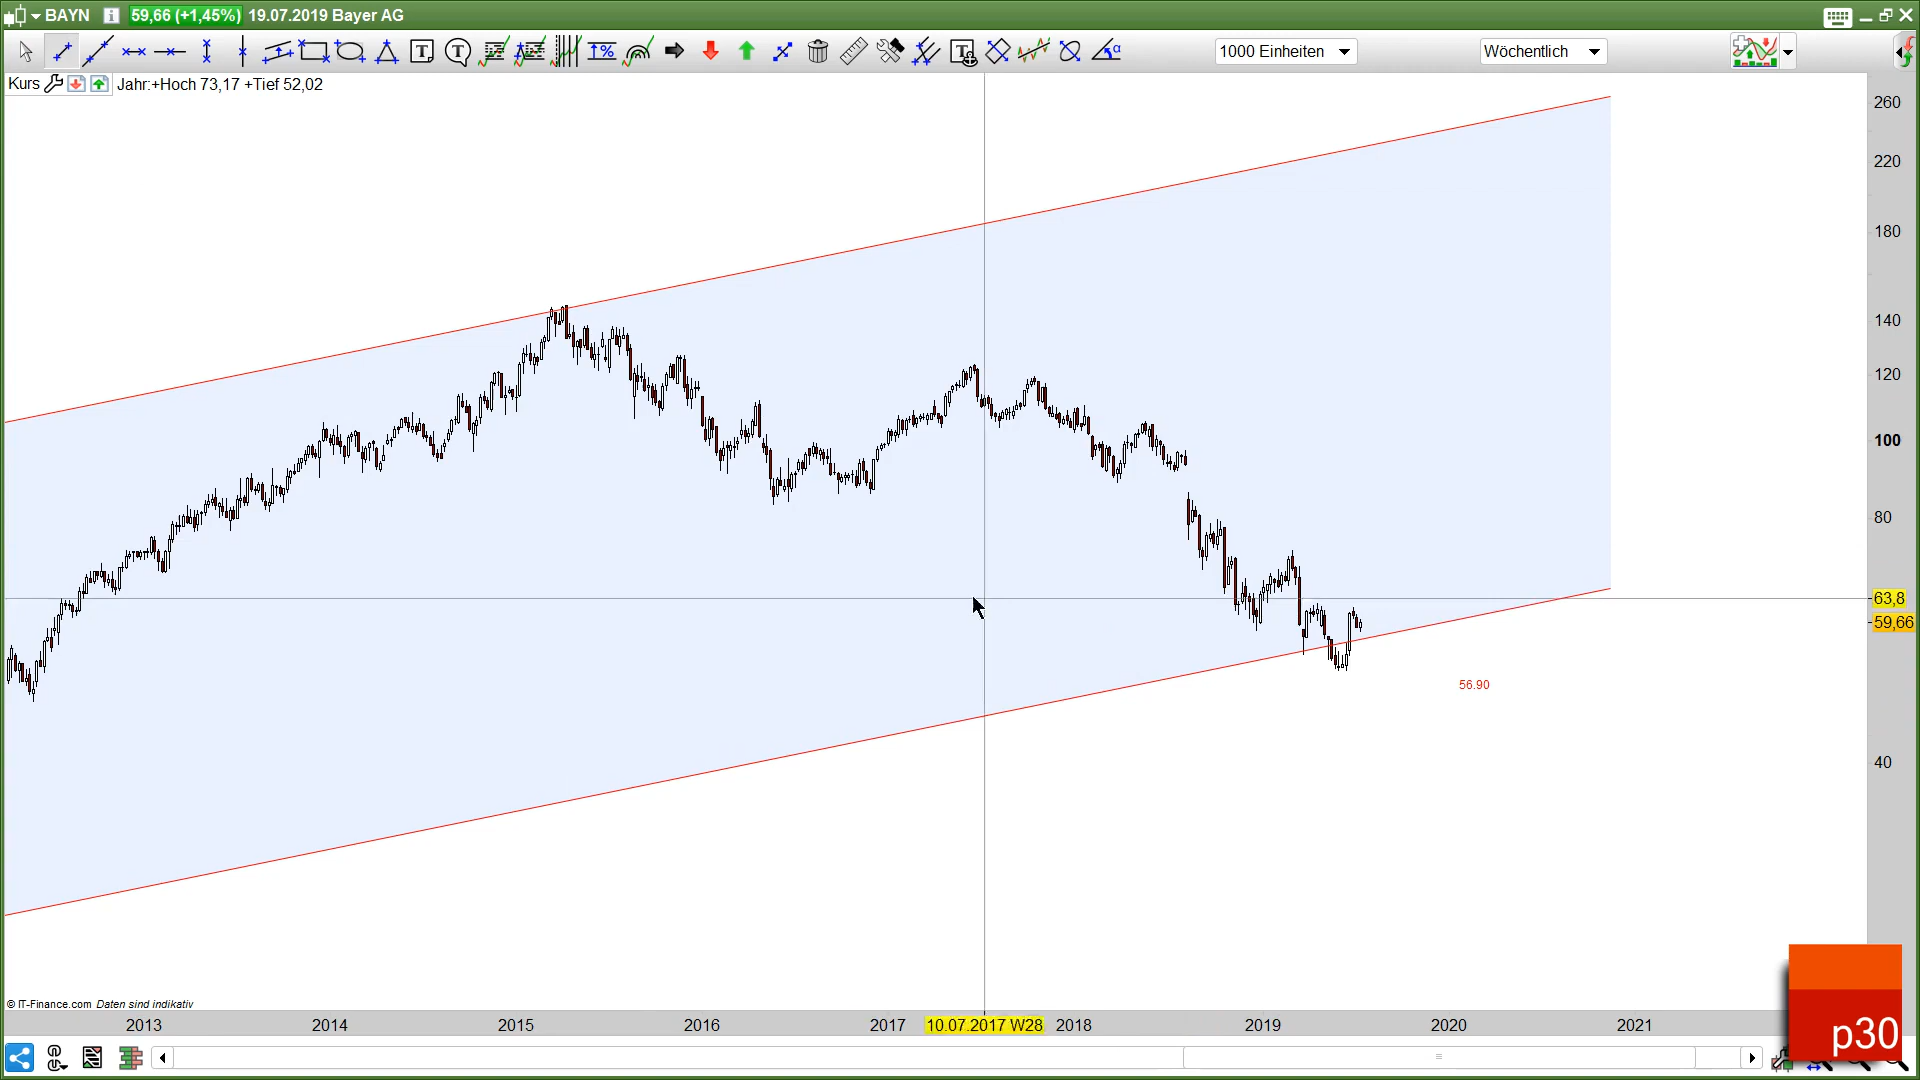 BAYN 59,66 (+1,45%) 19.07.2019 Bayer AG
1000 Einheiten
Wöchentlich
Kurs Jahr:+Hoch 73,17 +Tief 52,02
260
220
180
140
120
100
80
63,8
59,66
56.90
40
© IT-Finance.com Daten sind indikativ
2013 2014 2015 2016 2017 10.07.2017 W28 2018 2019 2020 2021
p30